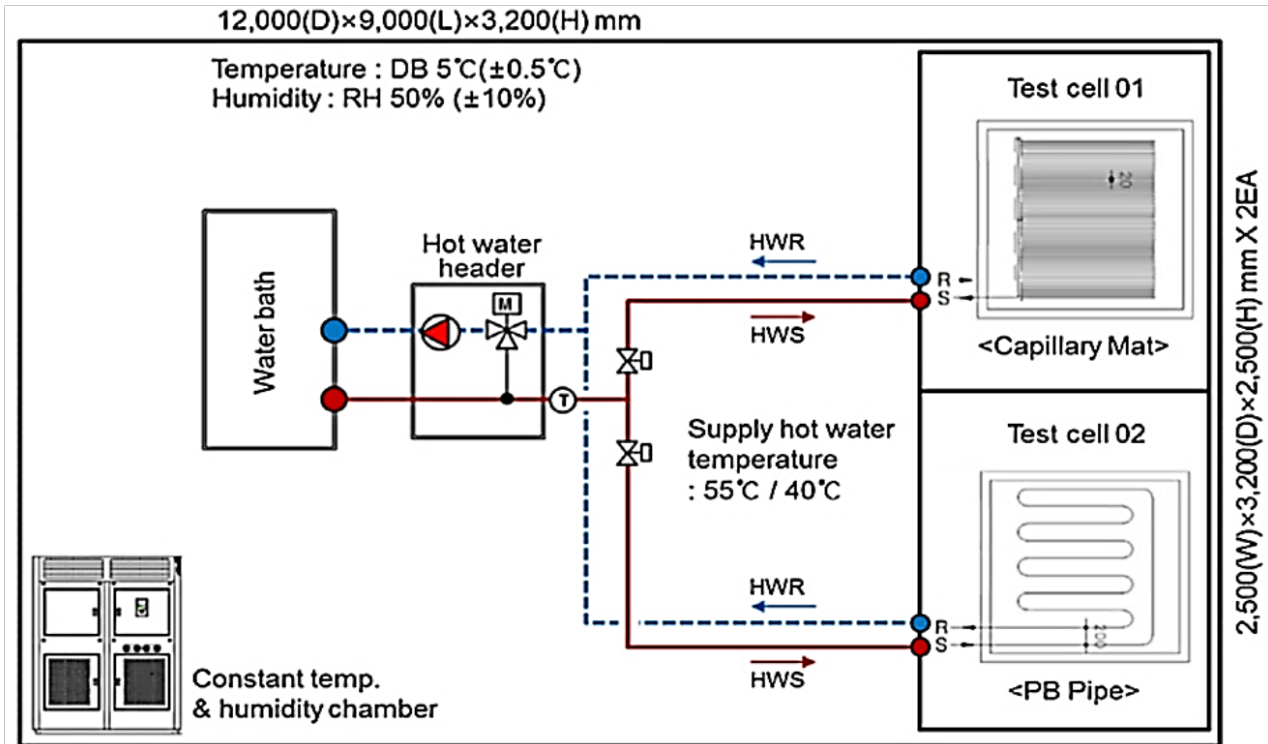 12,000(D)×9,000(L)×3,200(H) mm
Temperature : DB 5℃(±0.5℃)
Humidity : RH 50% (±10%)
Test cell 01
20
R
S
<Capillary Mat>
HWR
HWS
Hot water
header
M
Water bath
T
Supply hot water
temperature
: 55℃ / 40℃
Test cell 02
200
R
S
<PB Pipe>
HWR
HWS
Constant temp.
& humidity chamber
2,500(W)×3,200(D)×2,500(H) mm X 2EA